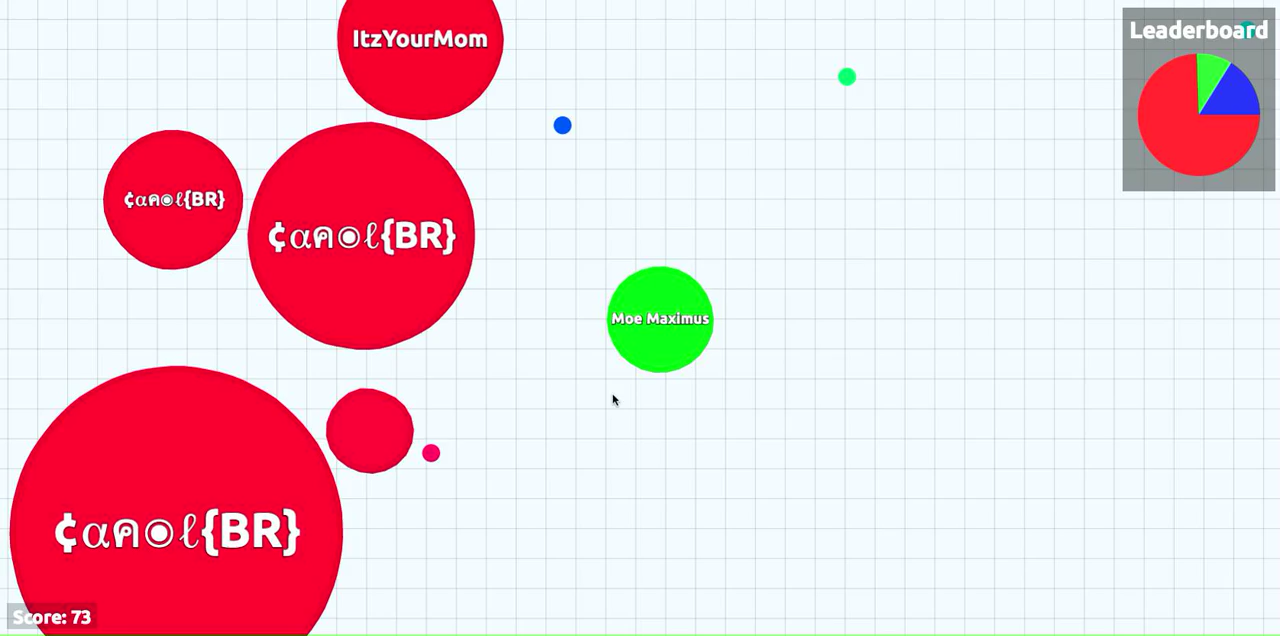 ItzYourMom
Leaderboard
¢αค◉ℓ{BR}
¢αค◉ℓ{BR}
Moe Maximus
¢αค◉ℓ{BR}
Score: 73